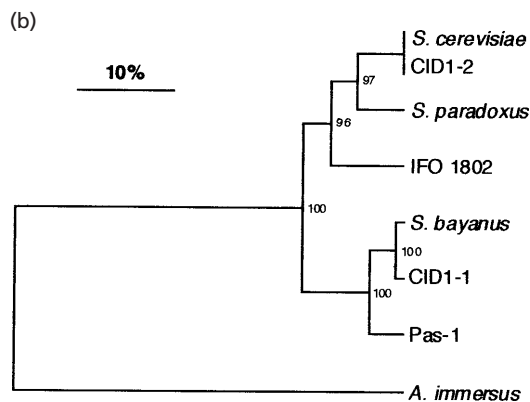 (b)
10%
S. cerevisiae
CID1-2
97
S. paradoxus
96
IFO 1802
100
S. bayanus
100
CID1-1
100
Pas-1
A. immersus